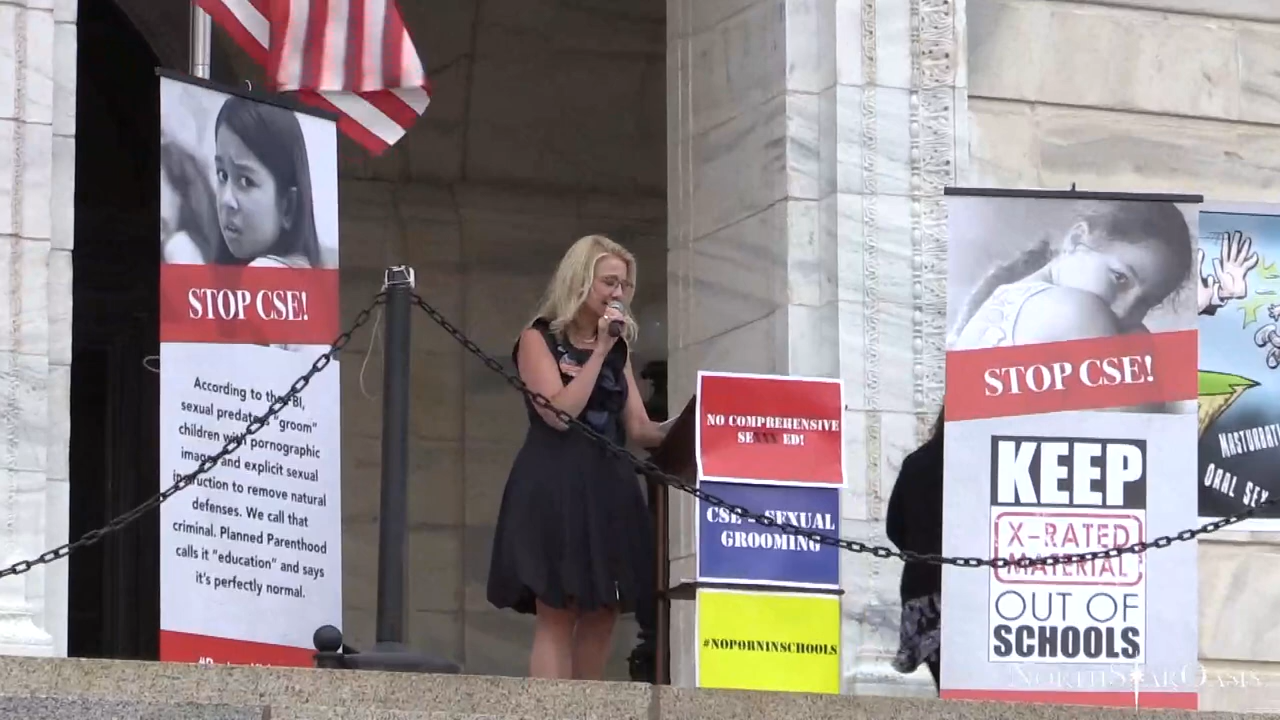 STOP CSE!
According to the FBI,
sexual predators "groom"
children with pornographic
images and explicit sexual
instruction to remove natural
defenses. We call that
criminal. Planned Parenthood
calls it "education" and says
it's perfectly normal.
NO COMPREHENSIVE
ED!
CSE = SEXUAL
GROOMING
#NOPORNINSCHOOLS
STOP CSE!
KEEP
X-RATED
MATERIAL
OUT OF
SCHOOLS
ORAL SEX
NORTHSTAROASIS